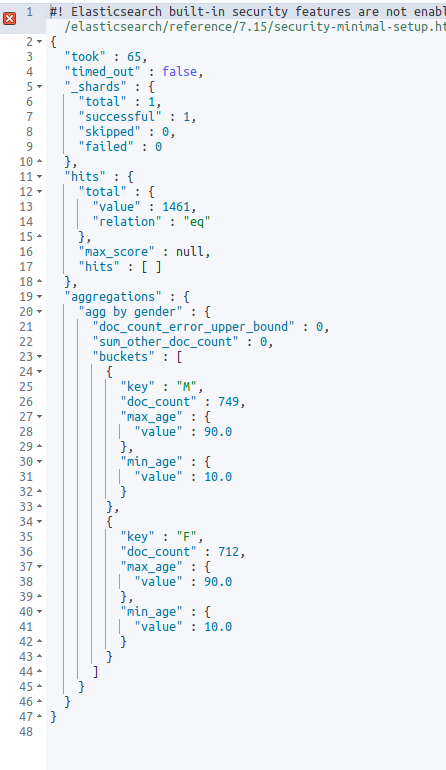 1 #! Elasticsearch built-in security features are not
/elasticsearch/reference/7.15/security-minimal-setup
2 {
3 "took" : 65,
4 "timed_out" : false,
5 "_shards" : {
6 "total" : 1,
7 "successful" : 1,
8 "skipped" : 0,
9 "failed" : 0
10 },
11 "hits" : {
12 "total" : {
13 "value" : 1461,
14 "relation" : "eq"
15 },
16 "max_score" : null,
17 "hits" : [ ]
18 },
19 "aggregations" : {
20 "agg by gender" : {
21 "doc_count_error_upper_bound" : 0,
22 "sum_other_doc_count" : 0,
23 "buckets" : [
24 {
25 "key" : "M",
26 "doc_count" : 749,
27 "max_age" : {
28 "value" : 90.0
29 },
30 "min_age" : {
31 "value" : 10.0
32 }
33 },
34 {
35 "key" : "F",
36 "doc_count" : 712,
37 "max_age" : {
38 "value" : 90.0
39 },
40 "min_age" : {
41 "value" : 10.0
42 }
43 }
44 ]
45 }
46 }
47 }
48